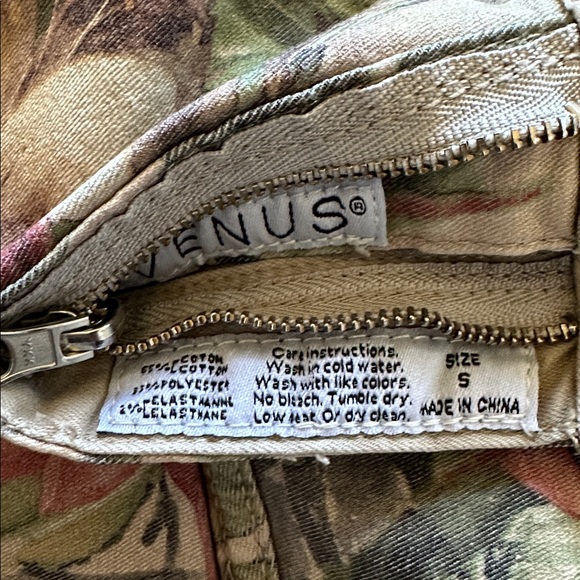 VENUS®
COTON
COTTON
POLYESTER
ELASTHANNE
ELASTHANE
Care instructions.
Wash in cold water.
Wash with like colors.
No bleach. Tumble dry.
Low heat. Or dry clean.
SIZE
S
MADE IN CHINA